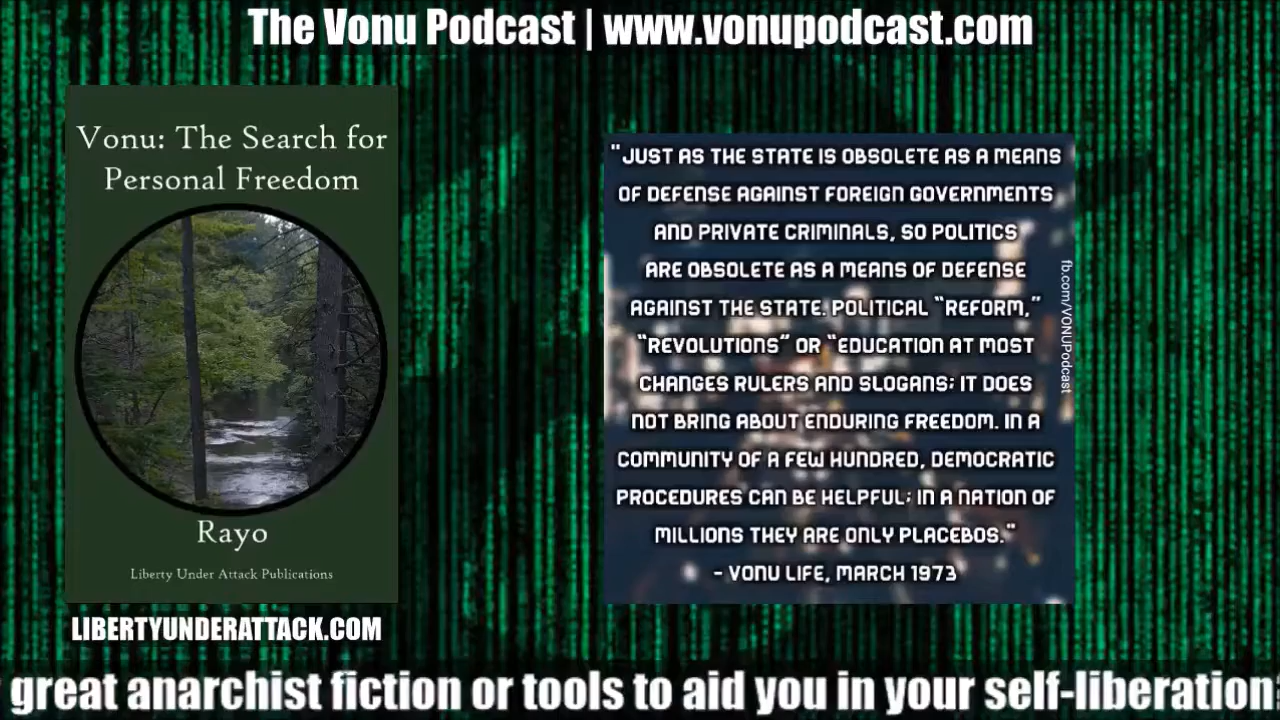 The Vonu Podcast | www.vonupodcast.com
Vonu: The Search for
Personal Freedom
Rayo
Liberty Under Attack Publications
LIBERTYUNDERATTACK.COM
"JUST AS THE STATE IS OBSOLETE AS A MEANS
OF DEFENSE AGAINST FOREIGN GOVERNMENTS
AND PRIVATE CRIMINALS, SO POLITICS
ARE OBSOLETE AS A MEANS OF DEFENSE
AGAINST THE STATE. POLITICAL “REFORM,”
“REVOLUTIONS” OR “EDUCATION AT MOST
CHANGES RULERS AND SLOGANS; IT DOES
NOT BRING ABOUT ENDURING FREEDOM. IN A
COMMUNITY OF A FEW HUNDRED, DEMOCRATIC
PROCEDURES CAN BE HELPFUL; IN A NATION OF
MILLIONS THEY ARE ONLY PLACEBOS."
- VONU LIFE, MARCH 1973
fb.com/VONUPodcast
great anarchist fiction or tools to aid you in your self-liberation?